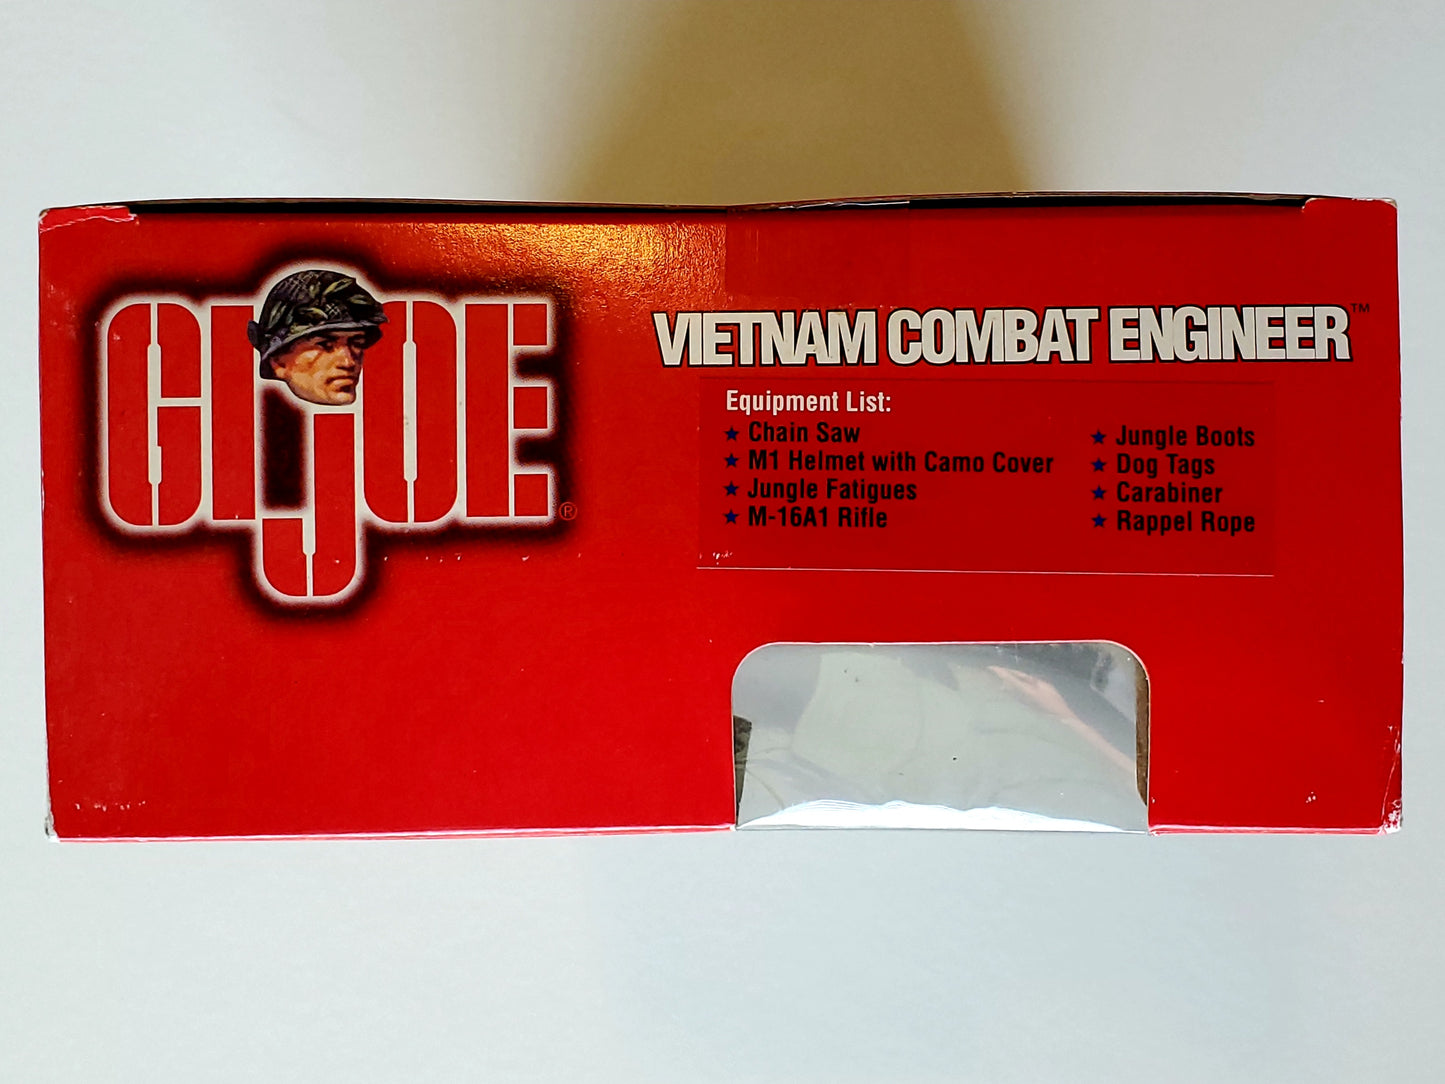 GI JOE®
VIETNAM COMBAT ENGINEER™
Equipment List:
★ Chain Saw
★ M1 Helmet with Camo Cover
★ Jungle Fatigues
★ M-16A1 Rifle
★ Jungle Boots
★ Dog Tags
★ Carabiner
★ Rappel Rope